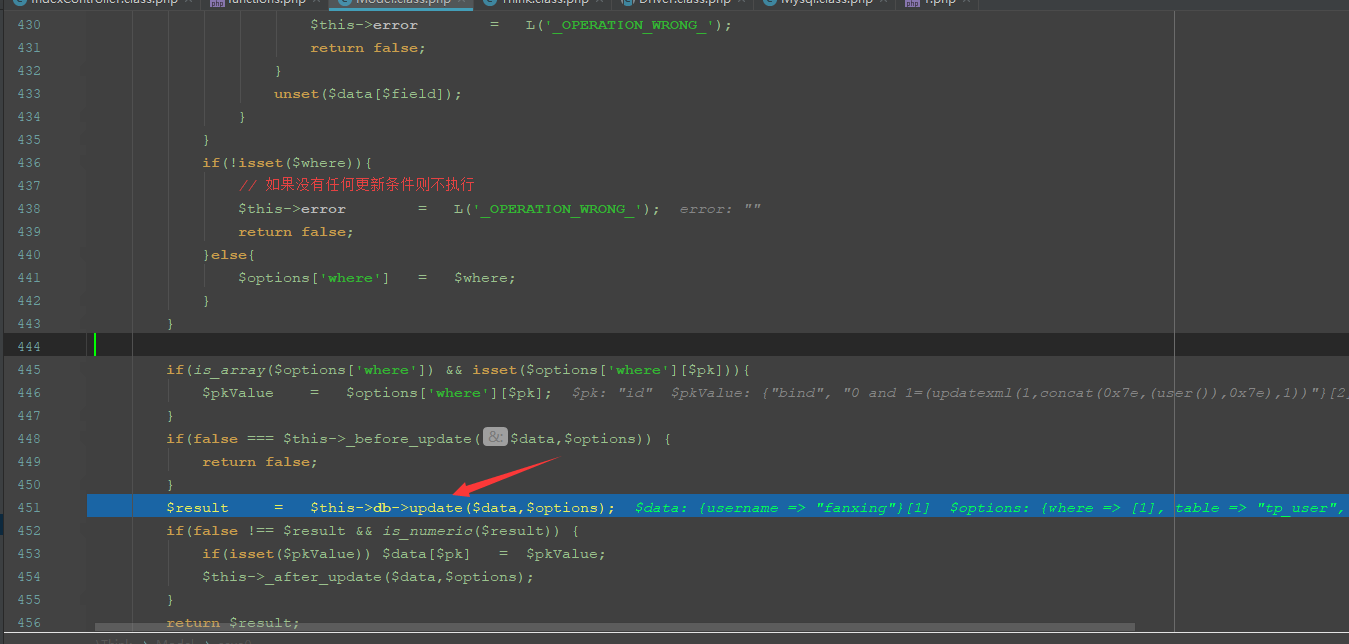 IndexController.class.php functions.php Model.class.php Think.class.php Driver.class.php Mysql.class.php
430 $this->error = L('_OPERATION_WRONG_');
431 return false;
432 }
433 unset($data[$field]);
434 }
435 }
436 if(!isset($where)){
437 // 如果没有任何更新条件则不执行
438 $this->error = L('_OPERATION_WRONG_'); error: ""
439 return false;
440 }else{
441 $options['where'] = $where;
442 }
443 }
444
445 if(is_array($options['where']) && isset($options['where'][$pk])){
446 $pkValue = $options['where'][$pk]; $pk: "id" $pkValue: {"bind", "0 and 1=(updatexml(1,concat(0x7e,(user()),0x7e),1))"}[2
447 }
448 if(false === $this->_before_update(&: $data,$options)) {
449 return false;
450 }
451 $result = $this->db->update($data,$options); $data: {username => "fanxing"}[1] $options: {where => [1], table => "tp_user",
452 if(false !== $result && is_numeric($result)) {
453 if(isset($pkValue)) $data[$pk] = $pkValue;
454 $this->_after_update($data,$options);
455 }
456 return $result;